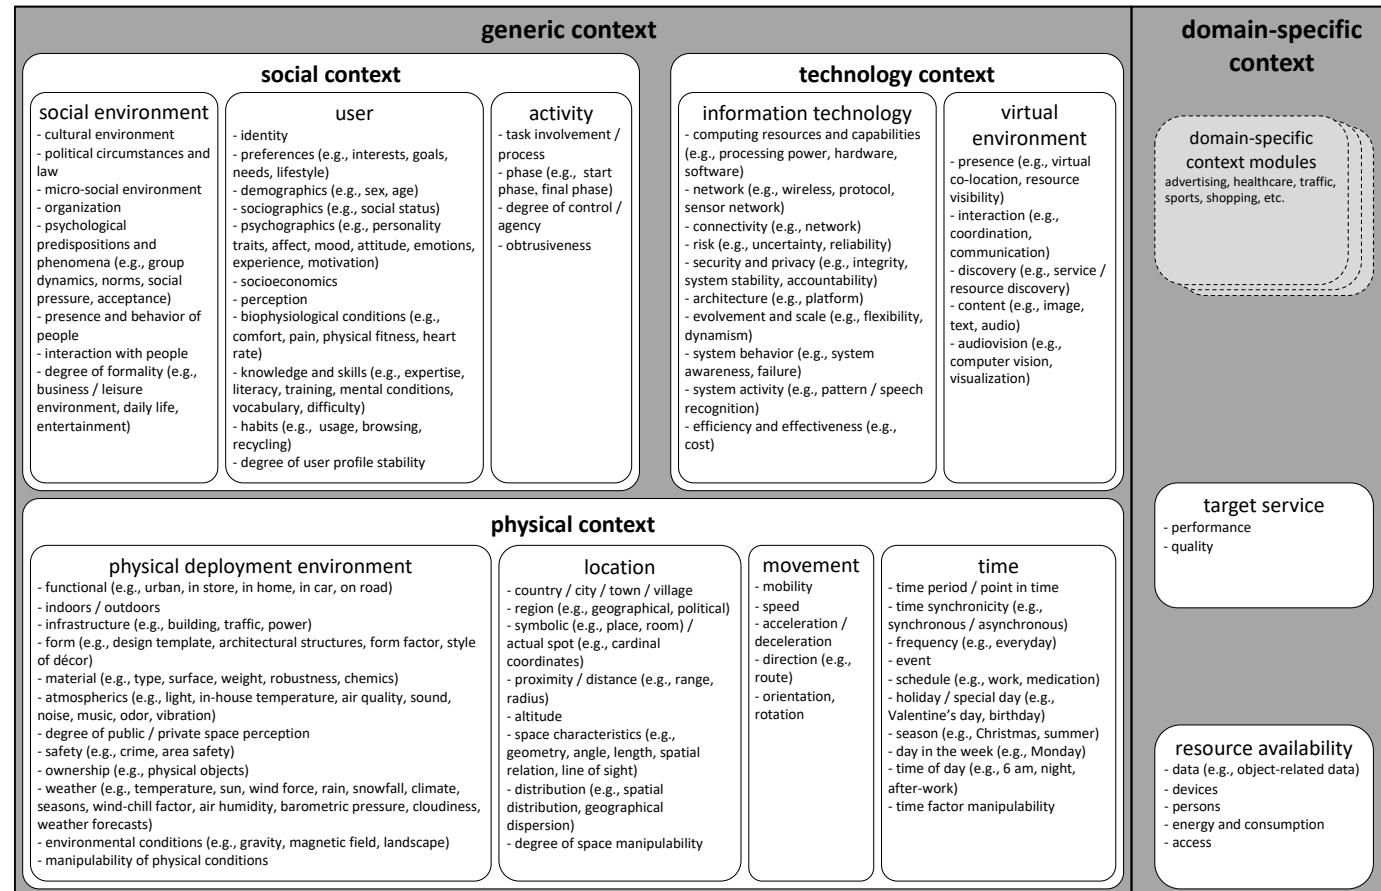 generic context
social context
social environment
- cultural environment
- political circumstances and
law
- micro-social environment
- organization
- psychological
predispositions and
phenomena (e.g., group
dynamics, norms, social
pressure, acceptance)
- presence and behavior of
people
- interaction with people
- degree of formality (e.g.,
business / leisure
environment, daily life,
entertainment)
user
- identity
- preferences (e.g., interests, goals,
needs, lifestyle)
- demographics (e.g., sex, age)
- sociographics (e.g., social status)
- psychographics (e.g., personality
traits, affect, mood, attitude, emotions,
experience, motivation)
- socioeconomics
- perception
- biophysiological conditions (e.g.,
comfort, pain, physical fitness, heart
rate)
- knowledge and skills (e.g., expertise,
literacy, training, mental conditions,
vocabulary, difficulty)
- habits (e.g., usage, browsing,
recycling)
- degree of user profile stability
activity
- task involvement /
process
- phase (e.g., start
phase, final phase)
- degree of control /
agency
- obtrusiveness
technology context
information technology
- computing resources and capabilities
(e.g., processing power, hardware,
software)
- network (e.g., wireless, protocol,
sensor network)
- connectivity (e.g., network)
- risk (e.g., uncertainty, reliability)
- security and privacy (e.g., integrity,
system stability, accountability)
- architecture (e.g., platform)
- evolvement and scale (e.g., flexibility,
dynamism)
- system behavior (e.g., system
awareness, failure)
- system activity (e.g., pattern / speech
recognition)
- efficiency and effectiveness (e.g.,
cost)
virtual
environment
- presence (e.g., virtual
co-location, resource
visibility)
- interaction (e.g.,
coordination,
communication)
- discovery (e.g., service /
resource discovery)
- content (e.g., image,
text, audio)
- audiovision (e.g.,
computer vision,
visualization)
physical context
physical deployment environment
- functional (e.g., urban, in store, in home, in car, on road)
- indoors / outdoors
- infrastructure (e.g., building, traffic, power)
- form (e.g., design template, architectural structures, form factor, style
of décor)
- material (e.g., type, surface, weight, robustness, chemics)
- atmospherics (e.g., light, in-house temperature, air quality, sound,
noise, music, odor, vibration)
- degree of public / private space perception
- safety (e.g., crime, area safety)
- ownership (e.g., physical objects)
- weather (e.g., temperature, sun, wind force, rain, snowfall, climate,
seasons, wind-chill factor, air humidity, barometric pressure, cloudiness,
weather forecasts)
- environmental conditions (e.g., gravity, magnetic field, landscape)
- manipulability of physical conditions
location
- country / city / town / village
- region (e.g., geographical, political)
- symbolic (e.g., place, room) /
actual spot (e.g., cardinal
coordinates)
- proximity / distance (e.g., range,
radius)
- altitude
- space characteristics (e.g.,
geometry, angle, length, spatial
relation, line of sight)
- distribution (e.g., spatial
distribution, geographical
dispersion)
- degree of space manipulability
movement
- mobility
- speed
- acceleration /
deceleration
- direction (e.g.,
route)
- orientation,
rotation
time
- time period / point in time
- time synchronicity (e.g.,
synchronous / asynchronous)
- frequency (e.g., everyday)
- event
- schedule (e.g., work, medication)
- holiday / special day (e.g.,
Valentine’s day, birthday)
- season (e.g., Christmas, summer)
- day in the week (e.g., Monday)
- time of day (e.g., 6 am, night,
after-work)
- time factor manipulability
domain-specific
context
domain-specific
context modules
advertising, healthcare, traffic,
sports, shopping, etc.
target service
- performance
- quality
resource availability
- data (e.g., object-related data)
- devices
- persons
- energy and consumption
- access